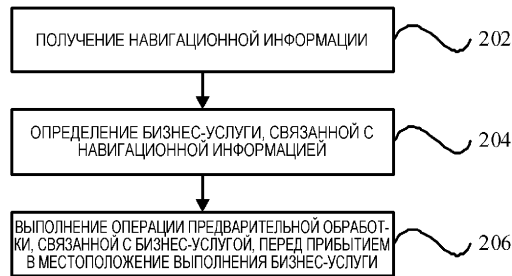 ПОЛУЧЕНИЕ НАВИГАЦИОННОЙ ИНФОРМАЦИИ
202
ОПРЕДЕЛЕНИЕ БИЗНЕС-УСЛУГИ, СВЯЗАННОЙ С
НАВИГАЦИОННОЙ ИНФОРМАЦИЕЙ
204
ВЫПОЛНЕНИЕ ОПЕРАЦИИ ПРЕДВАРИТЕЛЬНОЙ ОБРАБОТ-
КИ, СВЯЗАННОЙ С БИЗНЕС-УСЛУГОЙ, ПЕРЕД ПРИБЫТИЕМ
В МЕСТОПОЛОЖЕНИЕ ВЫПОЛНЕНИЯ БИЗНЕС-УСЛУГИ
206